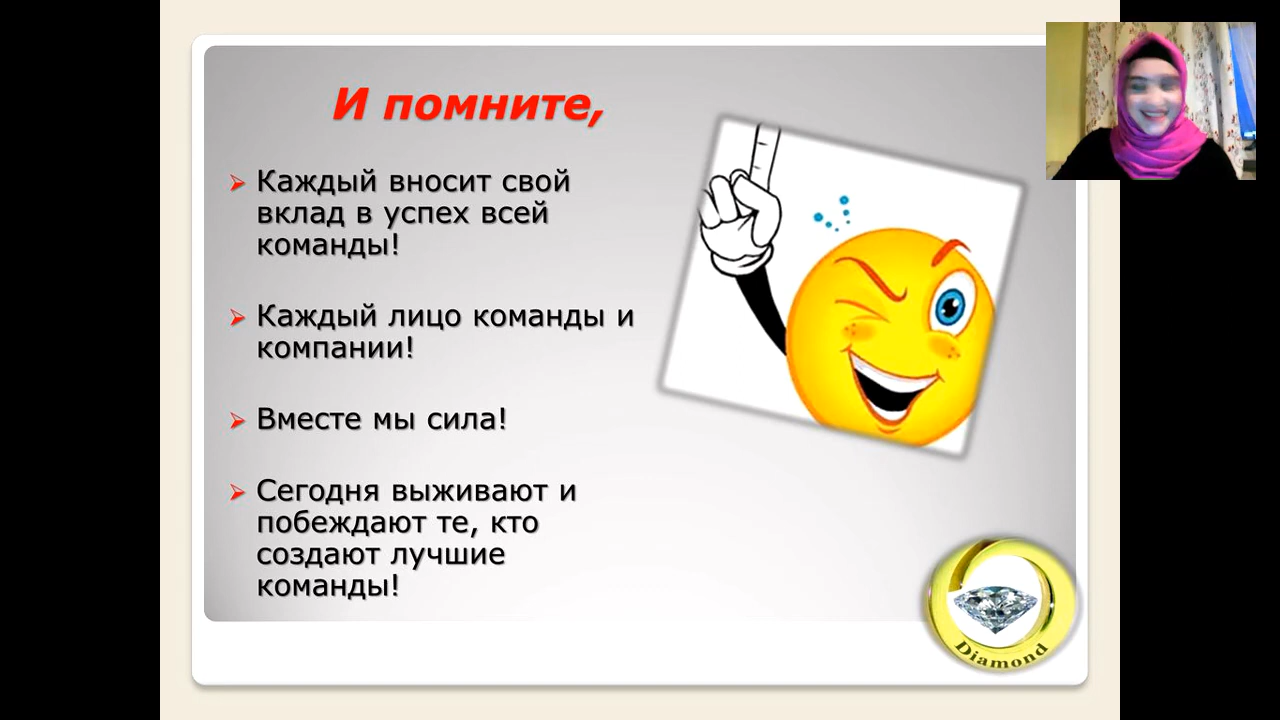 И помните,
Каждый вносит свой
вклад в успех всей
команды!
Каждый лицо команды и
компании!
Вместе мы сила!
Сегодня выживают и
побеждают те, кто
создают лучшие
команды!
Diamond